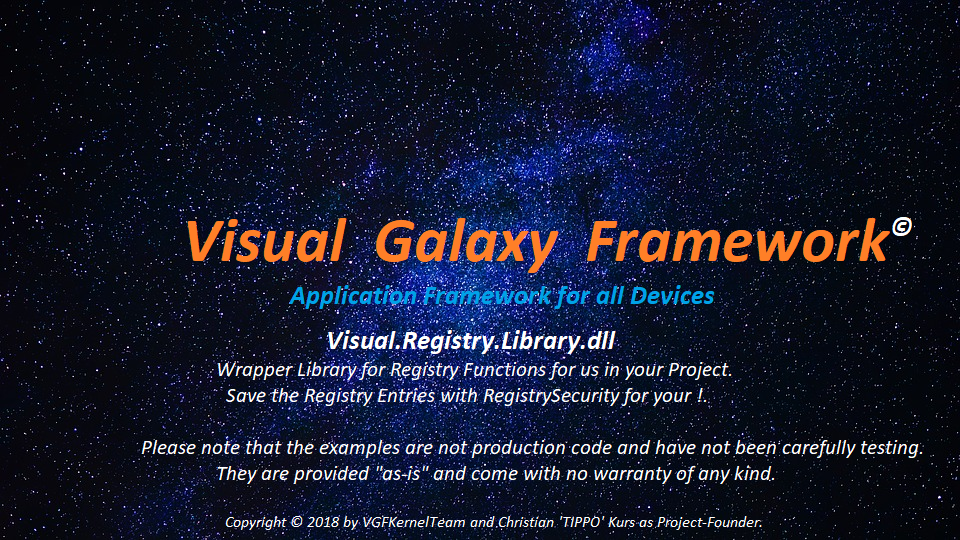 Visual Galaxy Framework©
Application Framework for all Devices
Visual.Registry.Library.dll
Wrapper Library for Registry Functions for us in your Project.
Save the Registry Entries with RegistrySecurity for your !.
Please note that the examples are not production code and have not been carefully testing.
They are provided "as-is" and come with no warranty of any kind.
Copyright © 2018 by VGFKernelTeam and Christian 'TIPPO' Kurs as Project-Founder.